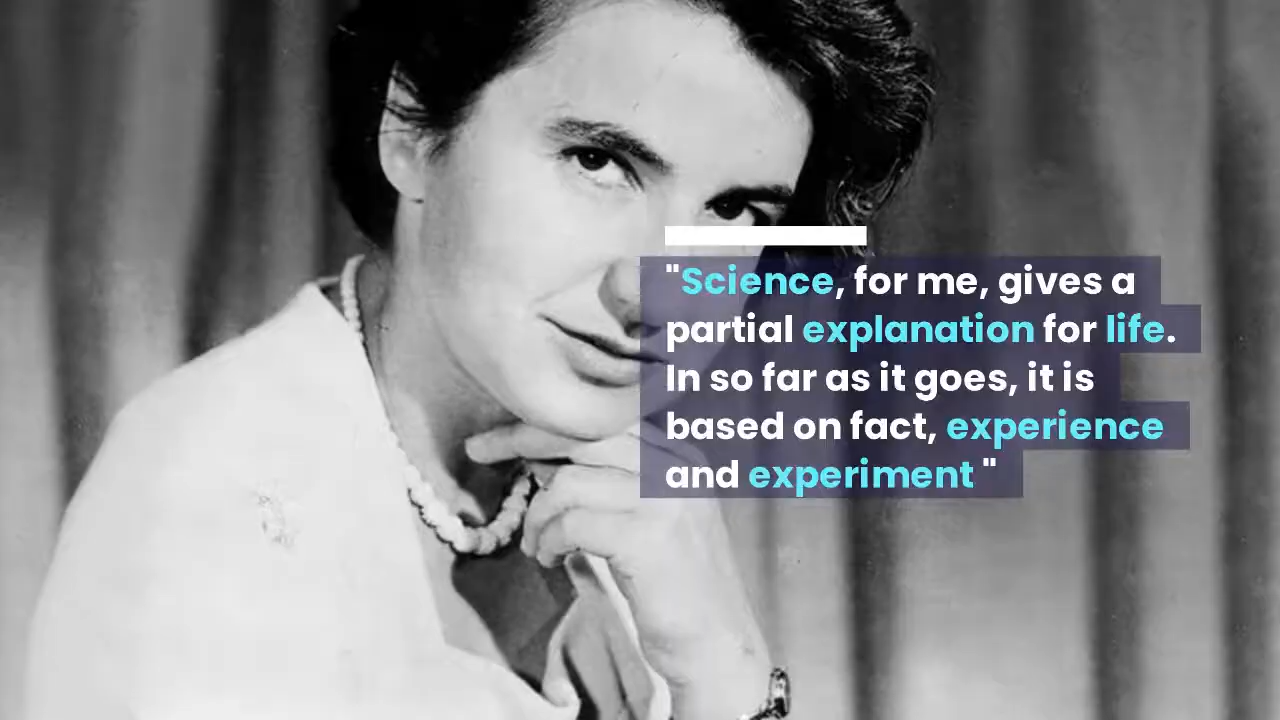 "Science, for me, gives a
partial explanation for life.
In so far as it goes, it is
based on fact, experience
and experiment "